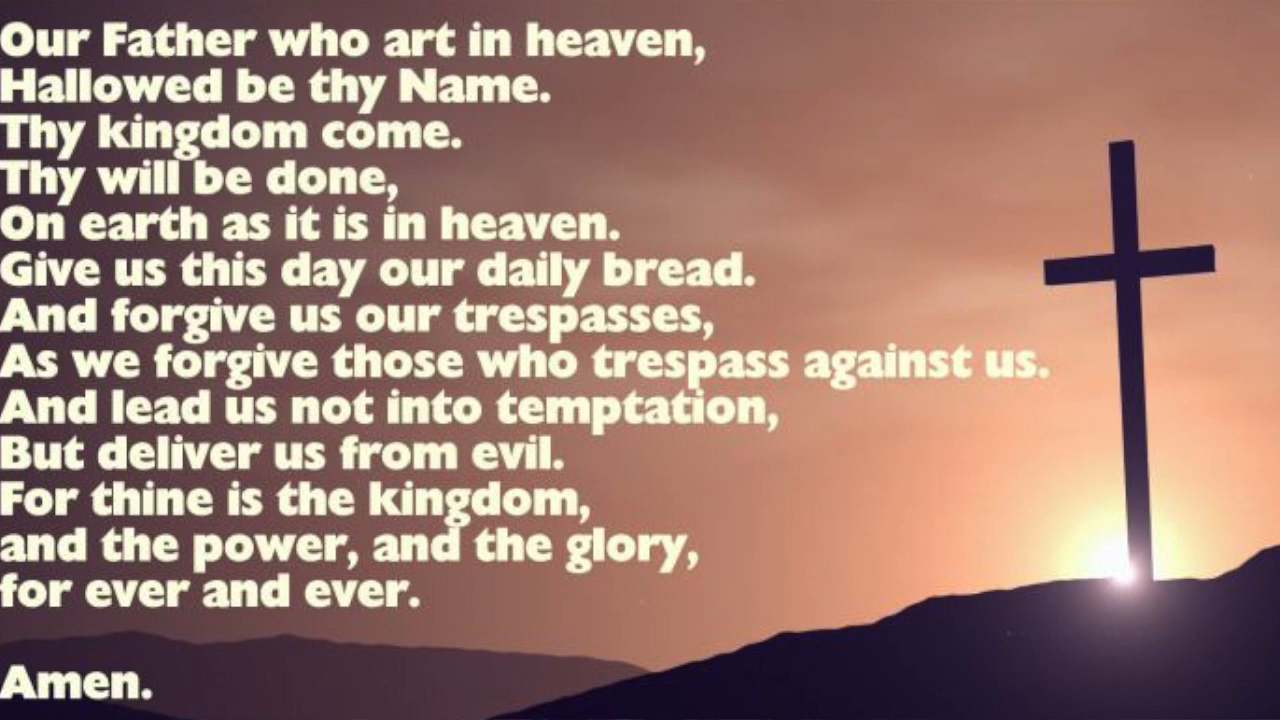 Our Father who art in heaven,
Hallowed be thy Name.
Thy kingdom come.
Thy will be done,
On earth as it is in heaven.
Give us this day our daily bread.
And forgive us our trespasses,
As we forgive those who trespass against us.
And lead us not into temptation,
But deliver us from evil.
For thine is the kingdom,
and the power, and the glory,
for ever and ever.
Amen.